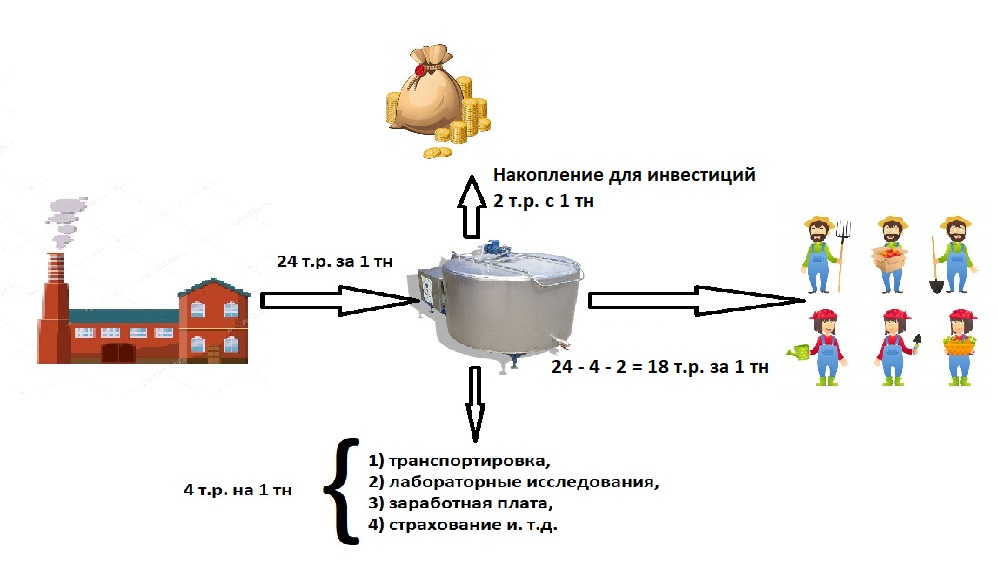 Накопление для инвестиций
2 т.р. с 1 тн
24 т.р. за 1 тн
24 - 4 - 2 = 18 т.р. за 1 тн
4 т.р. на 1 тн
1) транспортировка,
2) лабораторные исследования,
3) заработная плата,
4) страхование и. т.д.